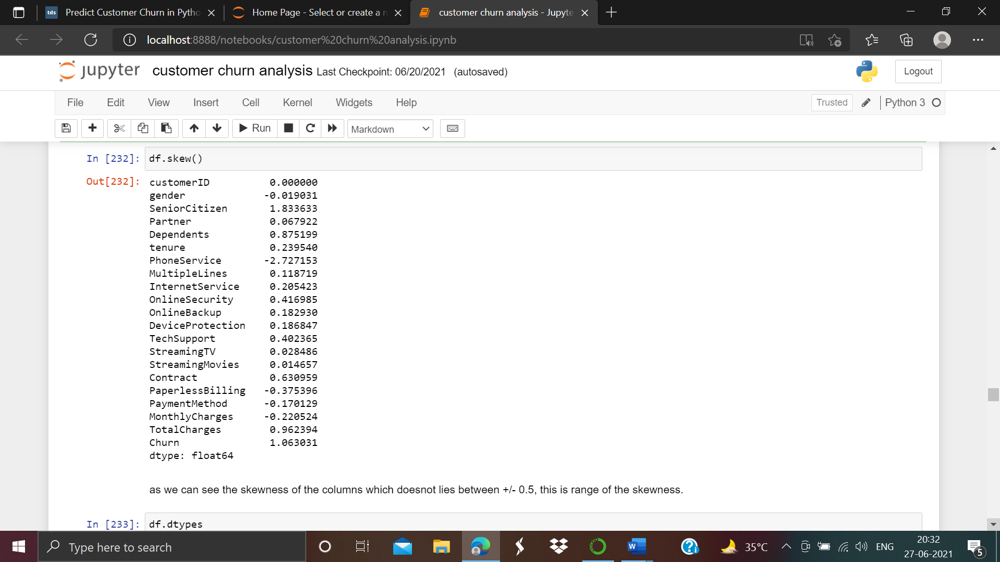 tds Predict Customer Churn in Pytho
Home Page - Select or create a n
customer churn analysis - Jupyte
localhost:8888/notebooks/customer%20churn%20analysis.ipynb
jupyter customer churn analysis Last Checkpoint: 06/20/2021 (autosaved)
Logout
File Edit View Insert Cell Kernel Widgets Help
Trusted Python 3
Run Markdown
In [232]: df.skew()
Out[232]: customerID 0.000000
gender -0.019031
SeniorCitizen 1.833633
Partner 0.067922
Dependents 0.875199
tenure 0.239540
PhoneService -2.727153
MultipleLines 0.118719
InternetService 0.205423
OnlineSecurity 0.416985
OnlineBackup 0.182930
DeviceProtection 0.186847
TechSupport 0.402365
StreamingTV 0.028486
StreamingMovies 0.014657
Contract 0.630959
PaperlessBilling -0.375396
PaymentMethod -0.170129
MonthlyCharges -0.220524
TotalCharges 0.962394
Churn 1.063031
dtype: float64
as we can see the skewness of the columns which doesnot lies between +/- 0.5, this is range of the skewness.
In [233]: df.dtypes
Type here to search
W
35°C
ENG
20:32
27-06-2021
5